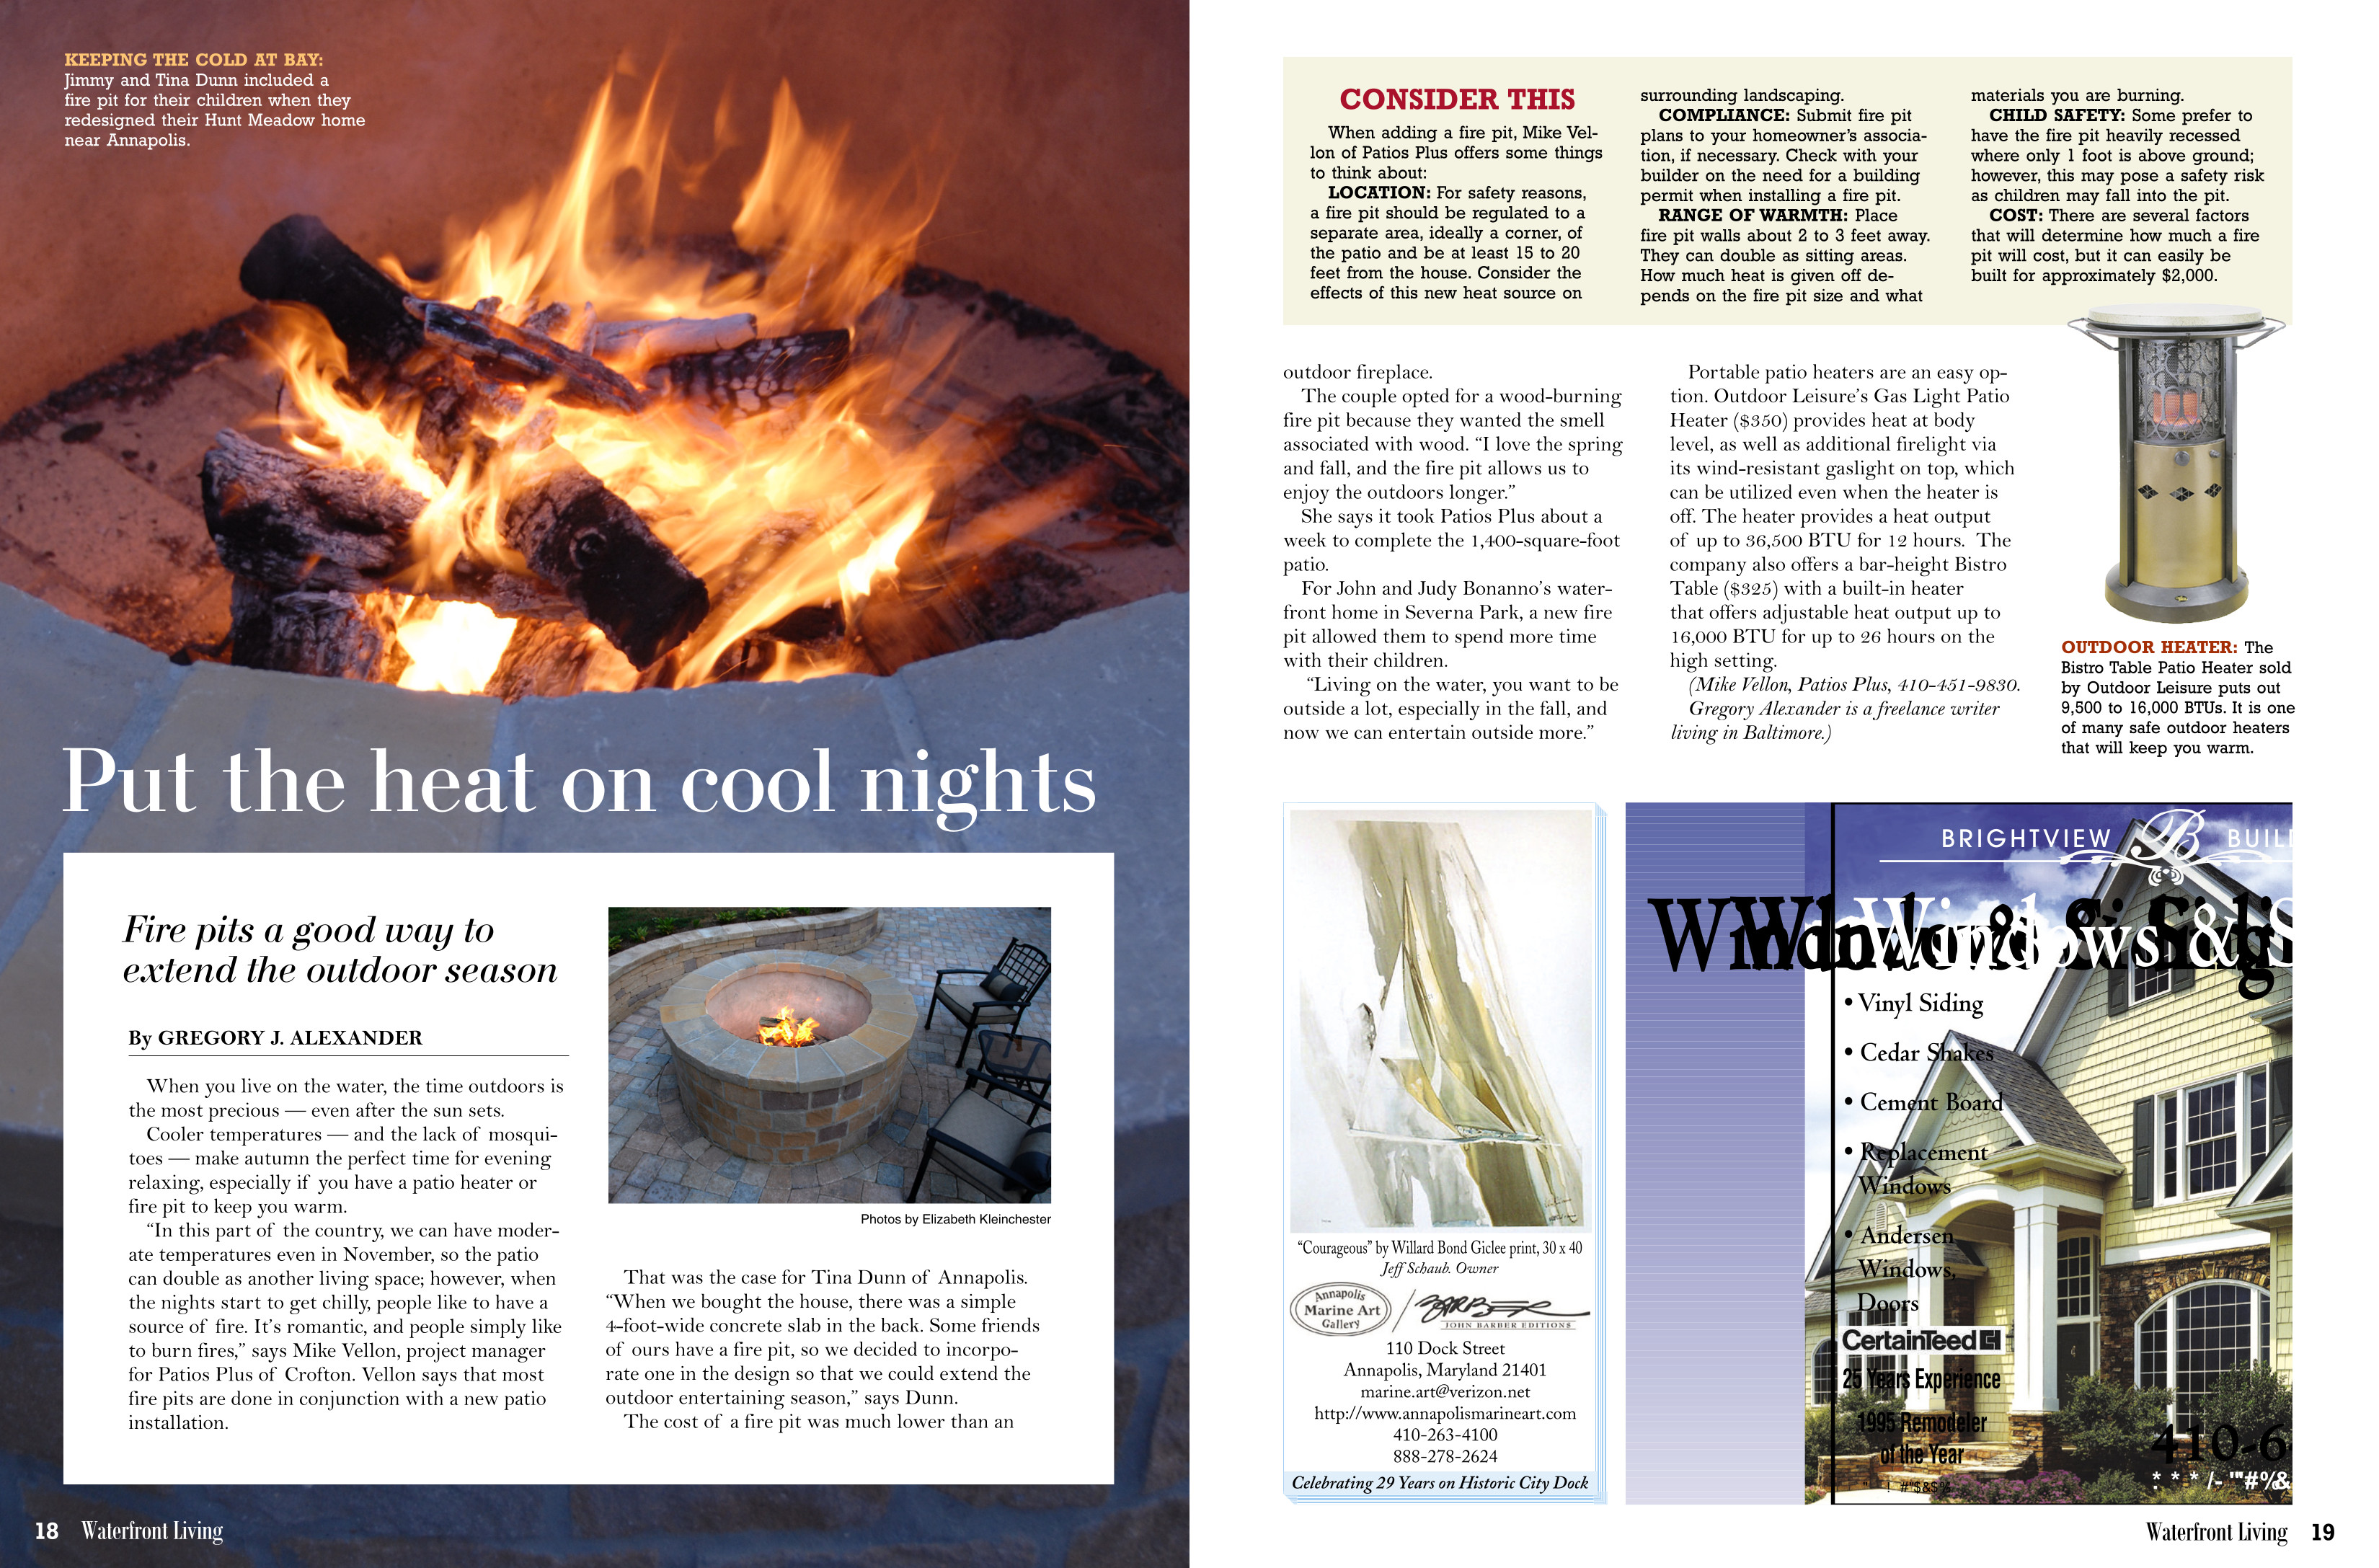 KEEPING THE COLD AT BAY:
Jimmy and Tina Dunn included a
fire pit for their children when they
redesigned their Hunt Meadow home
near Annapolis.
Put the heat on cool nights
Fire pits a good way to
extend the outdoor season
By GREGORY J. ALEXANDER
When you live on the water, the time outdoors is
the most precious — even after the sun sets.
Cooler temperatures — and the lack of mosqui-
toes — make autumn the perfect time for evening
relaxing, especially if you have a patio heater or
fire pit to keep you warm.
“In this part of the country, we can have moder-
ate temperatures even in November, so the patio
can double as another living space; however, when
the nights start to get chilly, people like to have a
source of fire. It’s romantic, and people simply like
to burn fires,” says Mike Vellon, project manager
for Patios Plus of Crofton. Vellon says that most
fire pits are done in conjunction with a new patio
installation.
Photos by Elizabeth Kleinchester
That was the case for Tina Dunn of Annapolis.
“When we bought the house, there was a simple
4-foot-wide concrete slab in the back. Some friends
of ours have a fire pit, so we decided to incorpo-
rate one in the design so that we could extend the
outdoor entertaining season,” says Dunn.
The cost of a fire pit was much lower than an
18 Waterfront Living
CONSIDER THIS
When adding a fire pit, Mike Vel-
lon of Patios Plus offers some things
to think about:
LOCATION: For safety reasons,
a fire pit should be regulated to a
separate area, ideally a corner, of
the patio and be at least 15 to 20
feet from the house. Consider the
effects of this new heat source on
surrounding landscaping.
COMPLIANCE: Submit fire pit
plans to your homeowner’s associa-
tion, if necessary. Check with your
builder on the need for a building
permit when installing a fire pit.
RANGE OF WARMTH: Place
fire pit walls about 2 to 3 feet away.
They can double as sitting areas.
How much heat is given off de-
pends on the fire pit size and what
materials you are burning.
CHILD SAFETY: Some prefer to
have the fire pit heavily recessed
where only 1 foot is above ground;
however, this may pose a safety risk
as children may fall into the pit.
COST: There are several factors
that will determine how much a fire
pit will cost, but it can easily be
built for approximately $2,000.
outdoor fireplace.
The couple opted for a wood-burning
fire pit because they wanted the smell
associated with wood. “I love the spring
and fall, and the fire pit allows us to
enjoy the outdoors longer.”
She says it took Patios Plus about a
week to complete the 1,400-square-foot
patio.
For John and Judy Bonanno’s water-
front home in Severna Park, a new fire
pit allowed them to spend more time
with their children.
“Living on the water, you want to be
outside a lot, especially in the fall, and
now we can entertain outside more.”
Portable patio heaters are an easy op-
tion. Outdoor Leisure’s Gas Light Patio
Heater ($350) provides heat at body
level, as well as additional firelight via
its wind-resistant gaslight on top, which
can be utilized even when the heater is
off. The heater provides a heat output
of up to 36,500 BTU for 12 hours. The
company also offers a bar-height Bistro
Table ($325) with a built-in heater
that offers adjustable heat output up to
16,000 BTU for up to 26 hours on the
high setting.
(Mike Vellon, Patios Plus, 410-451-9830.
Gregory Alexander is a freelance writer
living in Baltimore.)
OUTDOOR HEATER: The
Bistro Table Patio Heater sold
by Outdoor Leisure puts out
9,500 to 16,000 BTUs. It is one
of many safe outdoor heaters
that will keep you warm.
“Courageous” by Willard Bond Giclee print, 30 x 40
Jeff Schaub. Owner
Annapolis
Marine Art
Gallery
JOHN BARBER EDITIONS
110 Dock Street
Annapolis, Maryland 21401
marine.art@verizon.net
http://www.annapolismarineart.com
410-263-4100
888-278-2624
Celebrating 29 Years on Historic City Dock
BRIGHTVIEW B BUIL
Windows & S
• Vinyl Siding
• Cedar Shakes
• Cement Board
• Replacement
Windows
• Andersen
Windows,
Doors
CertainTeed
25 Years Experience
1995 Remodeler
of the Year
410-6
Waterfront Living 19